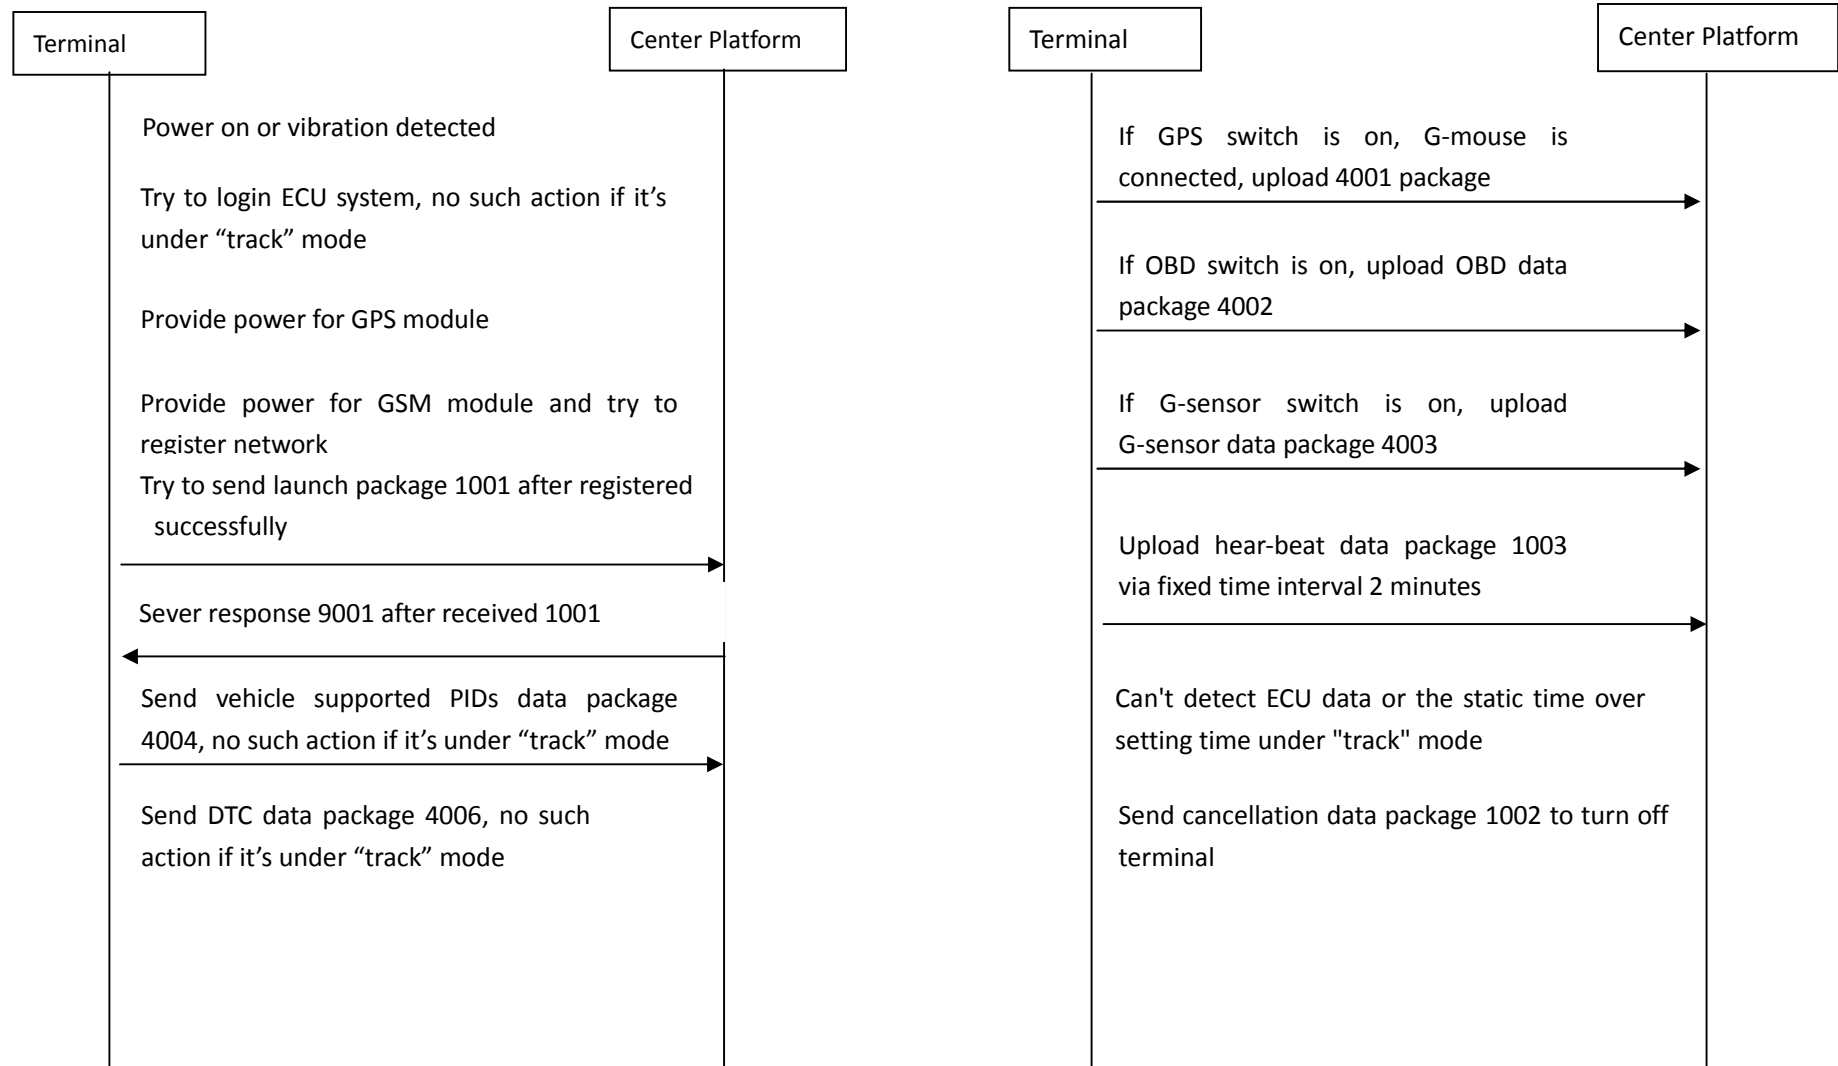 Terminal
Center Platform
Power on or vibration detected
Try to login ECU system, no such action if it’s
under “track” mode
Provide power for GPS module
Provide power for GSM module and try to
register network
Try to send launch package 1001 after registered
successfully
Sever response 9001 after received 1001
Send vehicle supported PIDs data package
4004, no such action if it’s under “track” mode
Send DTC data package 4006, no such
action if it’s under “track” mode
Terminal
Center Platform
If GPS switch is on, G-mouse is
connected, upload 4001 package
If OBD switch is on, upload OBD data
package 4002
If G-sensor switch is on, upload
G-sensor data package 4003
Upload hear-beat data package 1003
via fixed time interval 2 minutes
Can't detect ECU data or the static time over
setting time under "track" mode
Send cancellation data package 1002 to turn off
terminal